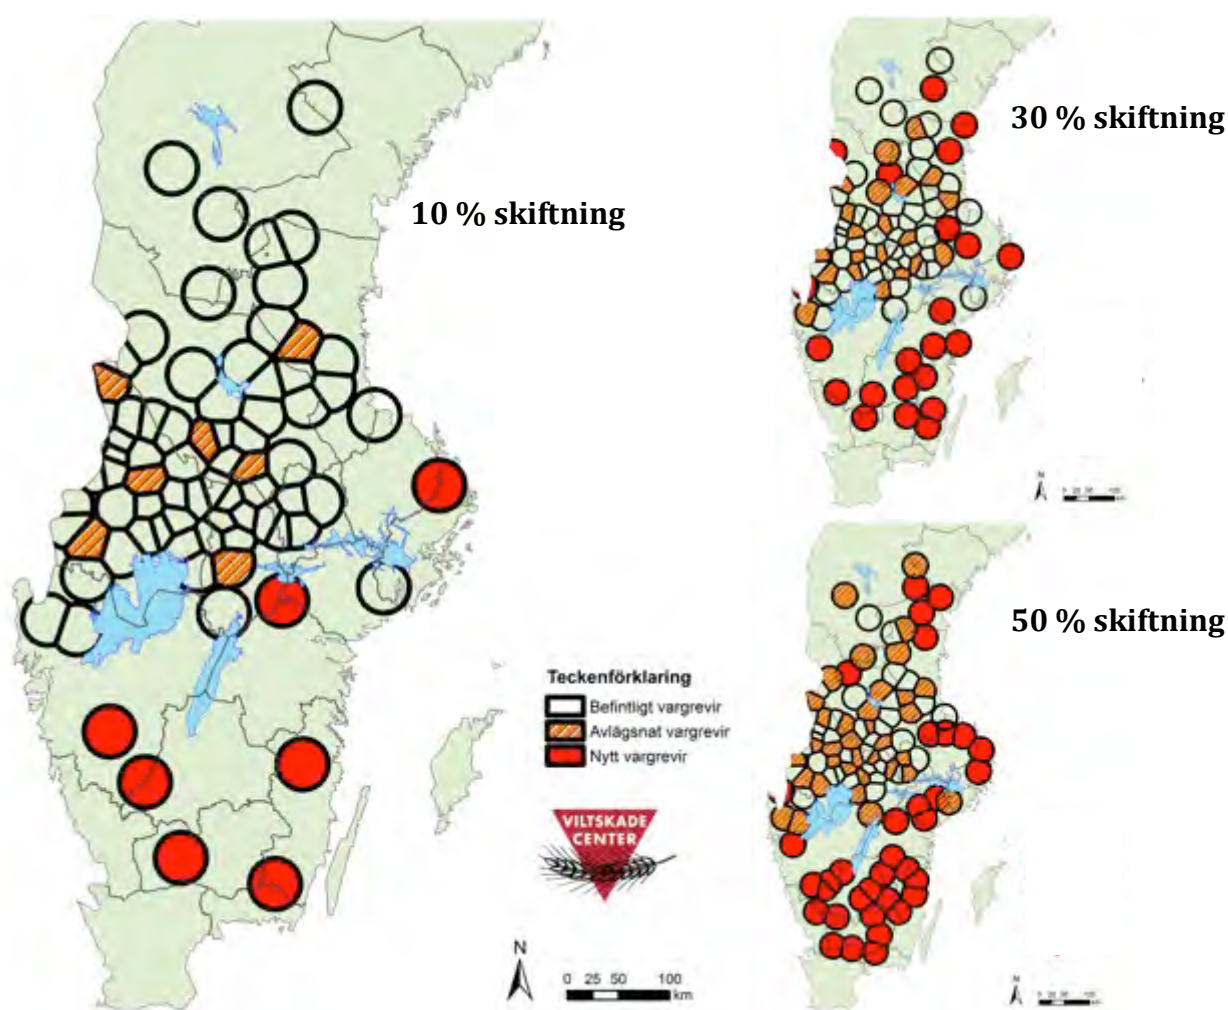 10 % skiftning
30 % skiftning
50 % skiftning
Teckenförklaring
Befintligt vargrevir
Avlägsnat vargrevir
Nytt vargrevir
VILTSKADE
CENTER
N
0 25 50 100
km
N
N